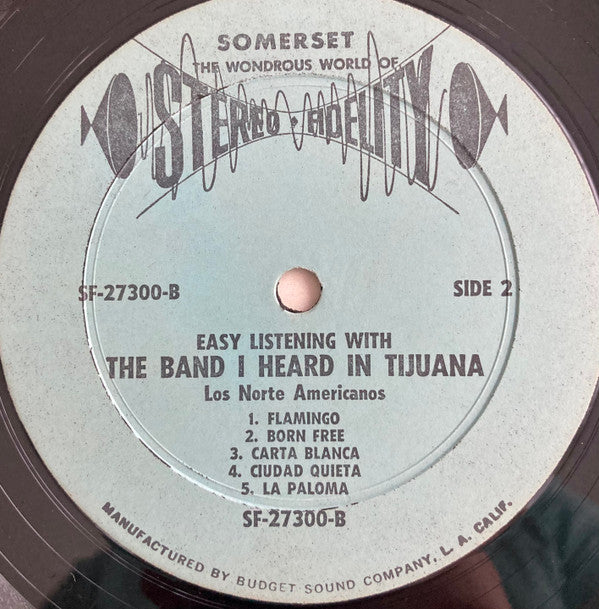 SOMERSET
THE WONDROUS WORLD OF
STEREO • FIDELITY
SF-27300-B
SIDE 2
EASY LISTENING WITH
THE BAND I HEARD IN TIJUANA
Los Norte Americanos
1. FLAMINGO
2. BORN FREE
3. CARTA BLANCA
4. CIUDAD QUIETA
5. LA PALOMA
SF-27300-B
MANUFACTURED BY BUDGET SOUND COMPANY, L. A. CALIF.